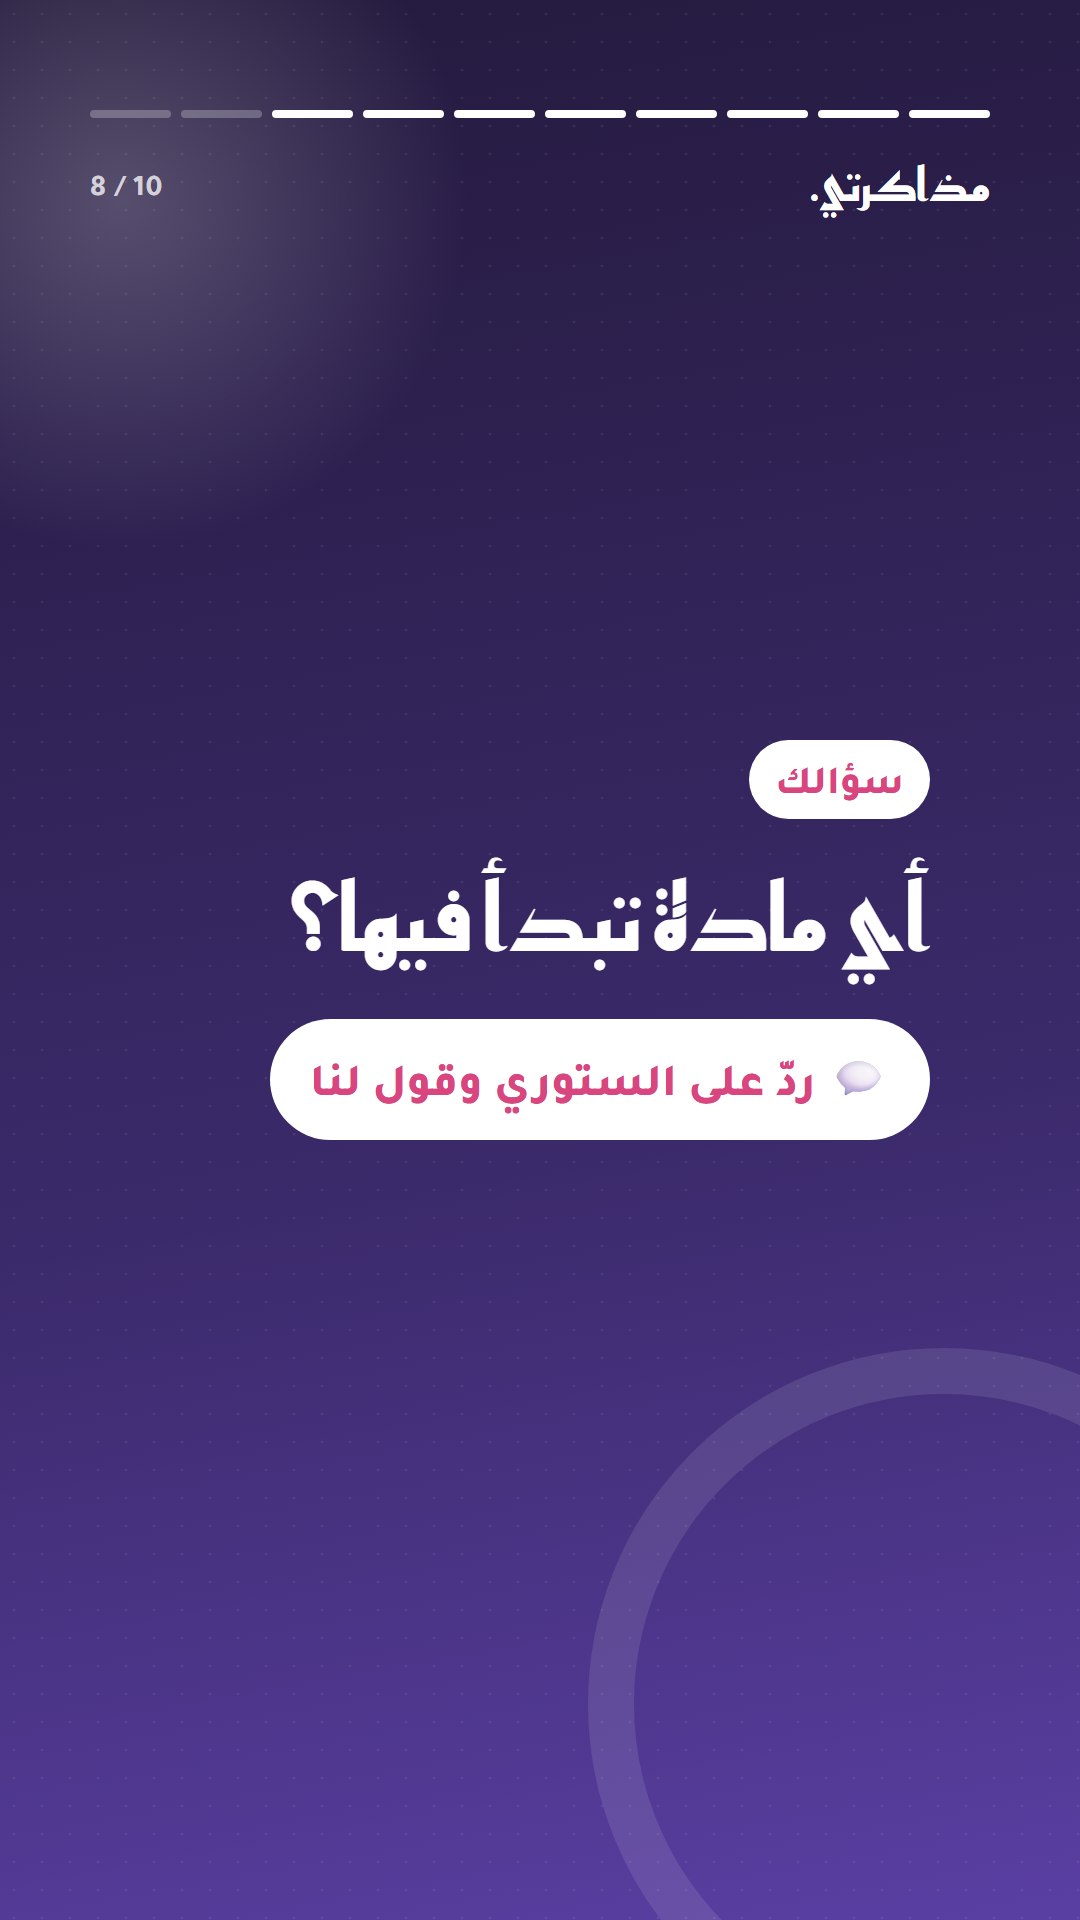 مذاكرتي.
8 / 10
سؤالك
أي مادة تبدأ فيها؟
ردّ على الستوري وقول لنا